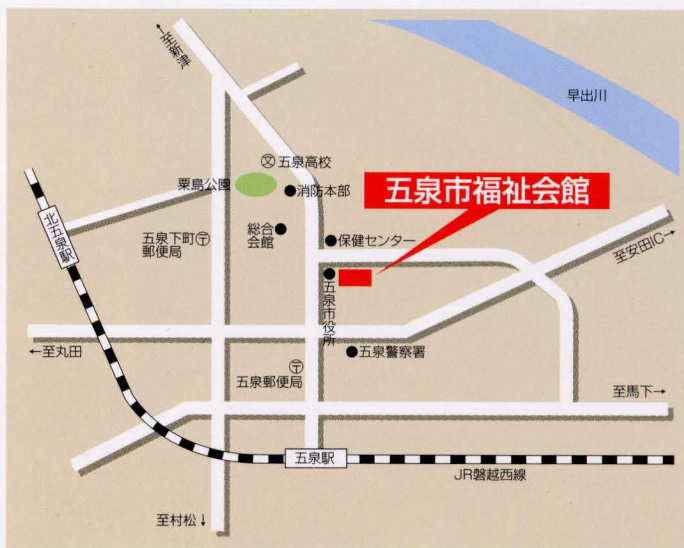 ↑至新津
早出川
㊫五泉高校
粟島公園
消防本部
五泉市福祉会館
北五泉駅
五泉下町〒
郵便局
総合
会館
保健センター
至安田IC→
五泉市役所
←至丸田
五泉警察署
〒
五泉郵便局
至馬下→
五泉駅
JR磐越西線
至村松↓